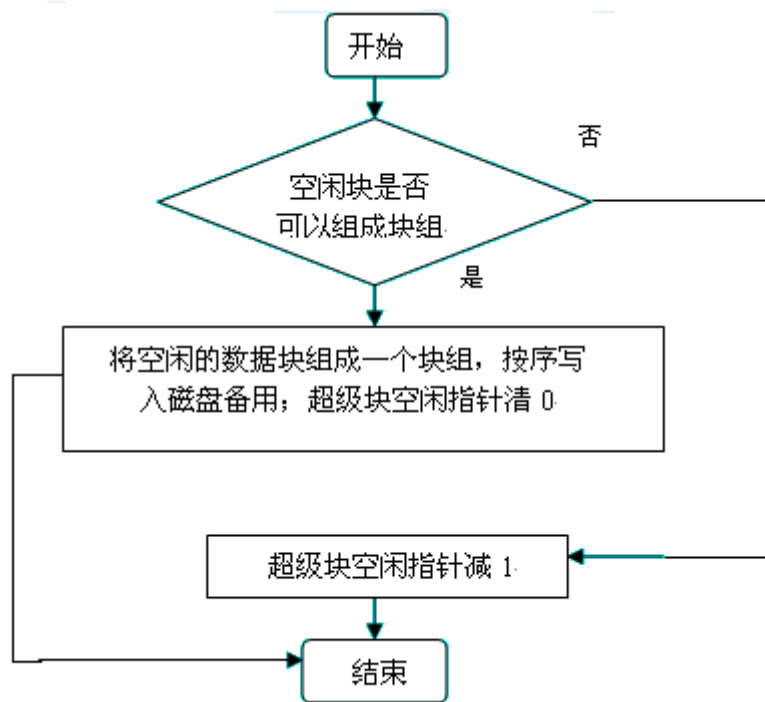 开始
否
空闲块是否
可以组成块组
是
将空闲的数据块组成一个块组，按序写
入磁盘备用；超级块空闲指针清 0
超级块空闲指针减 1
结束